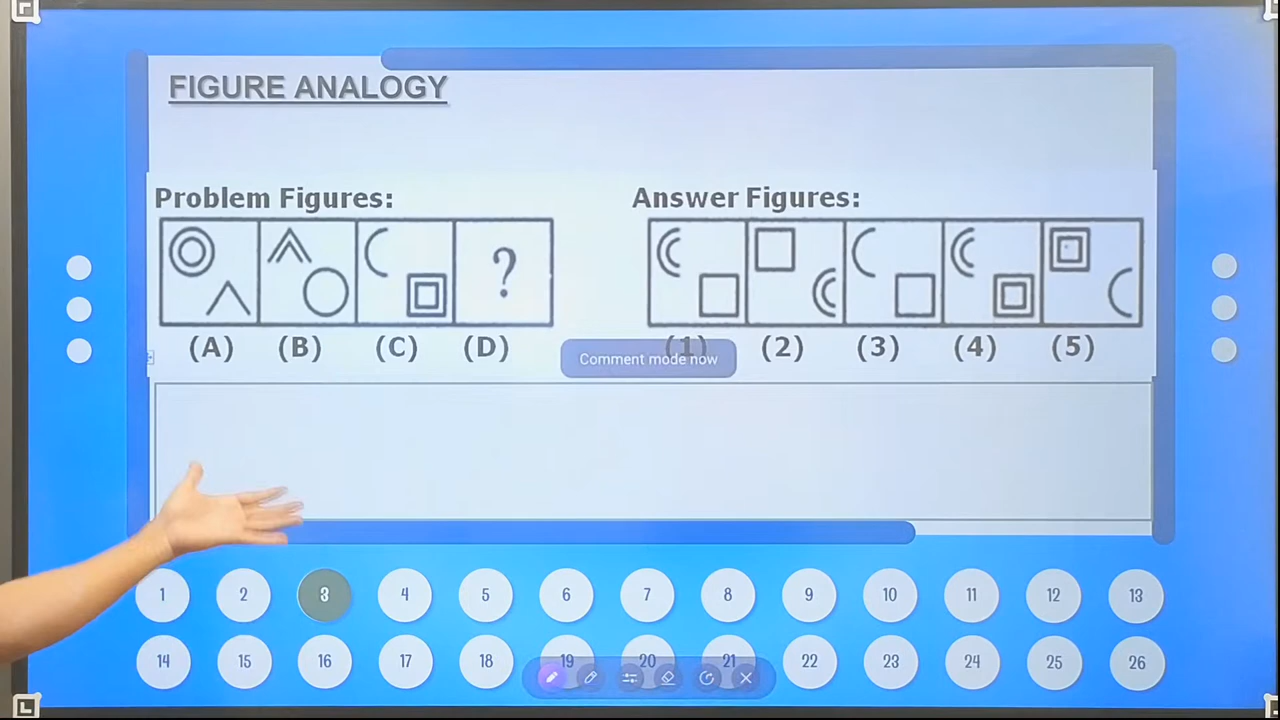 FIGURE ANALOGY
Problem Figures:
Answer Figures:
?
(A) (B) (C) (D)
(1) (2) (3) (4) (5)
Comment mode now
1 2 3 4 5 6 7 8 9 10 11 12 13
14 15 16 17 18 19 20 21 22 23 24 25 26